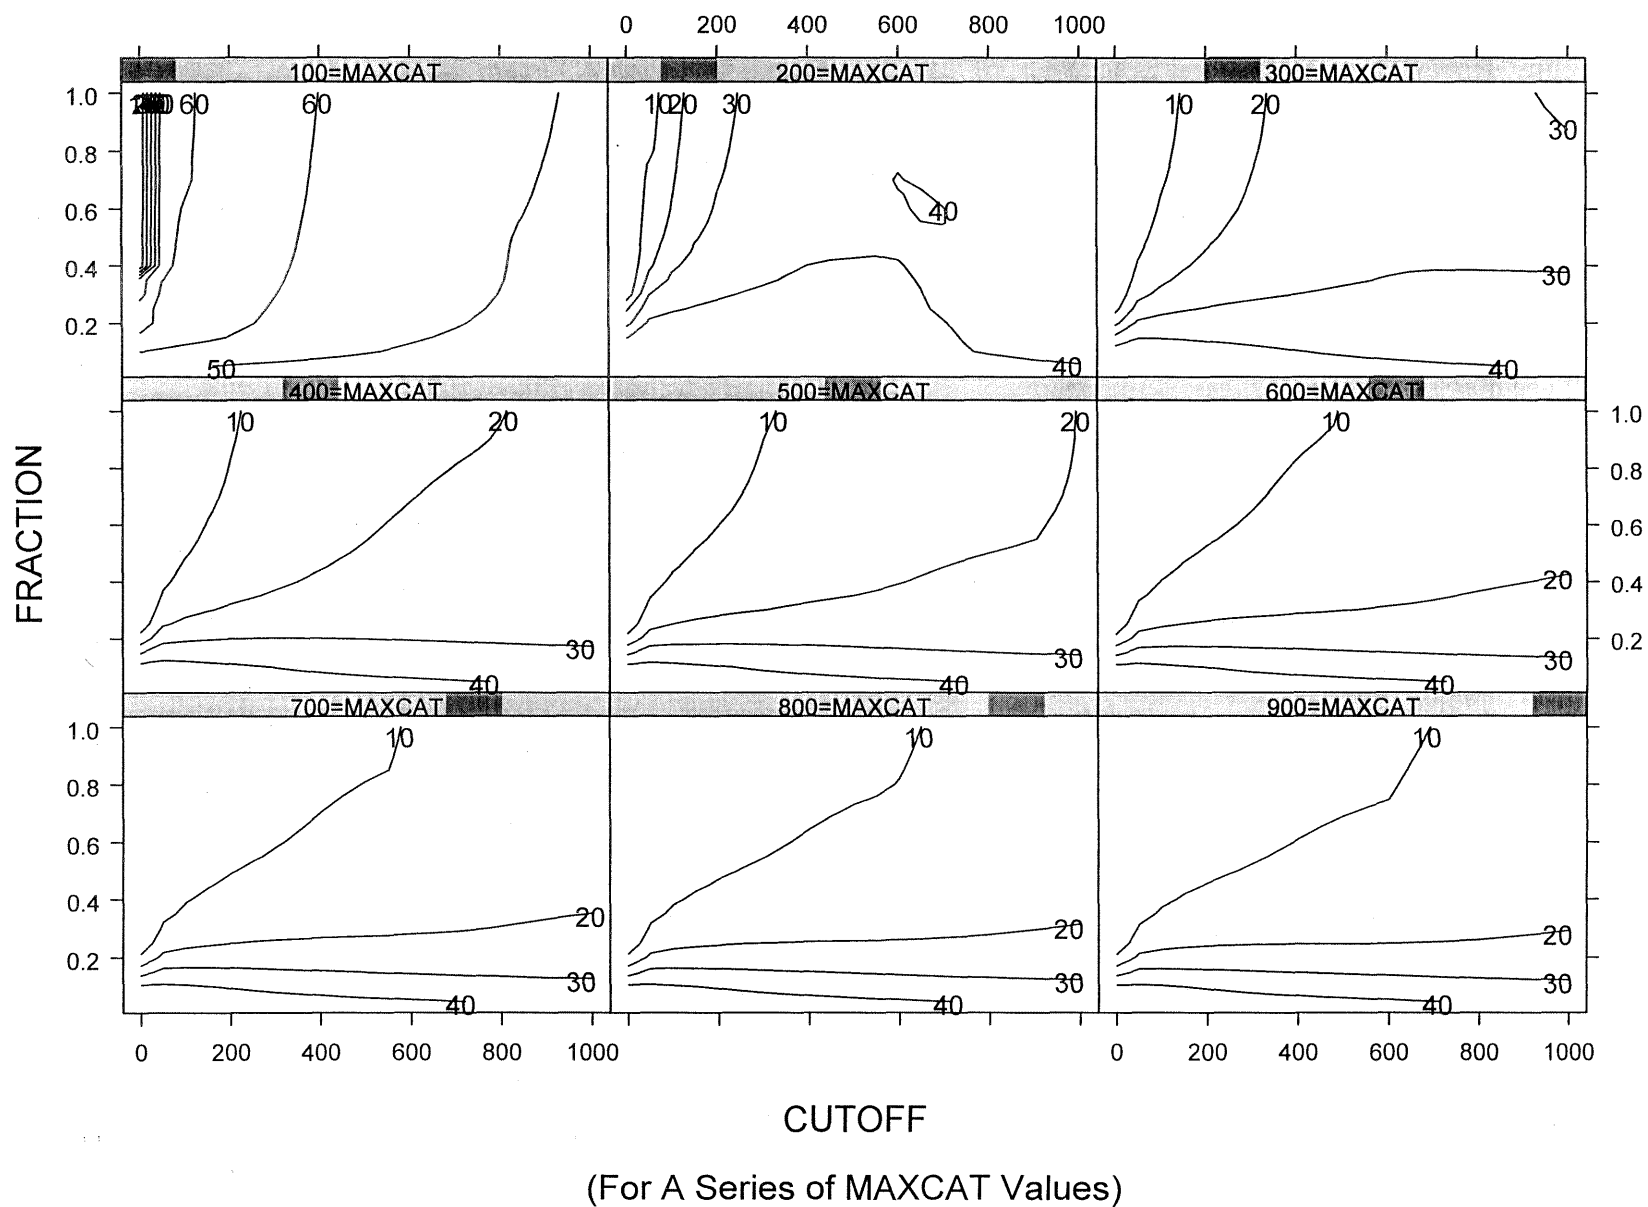 0 200 400 600 800 1000
100=MAXCAT 200=MAXCAT 300=MAXCAT
1.0 60 60 10 20 30 10 20 30
0.8
0.6 40
0.4 30
0.2
50 40 40
400=MAXCAT 500=MAXCAT 600=MAXCAT
10 20 10 20 10 1.0
0.8
0.6
20 0.4
0.2
30 30 30
40 40 40
FRACTION
700=MAXCAT 800=MAXCAT 900=MAXCAT
1.0 10 10 10
0.8
0.6
0.4
20 20 20
0.2
30 30 30
40 40 40
0 200 400 600 800 1000 0 200 400 600 800 1000
CUTOFF
(For A Series of MAXCAT Values)